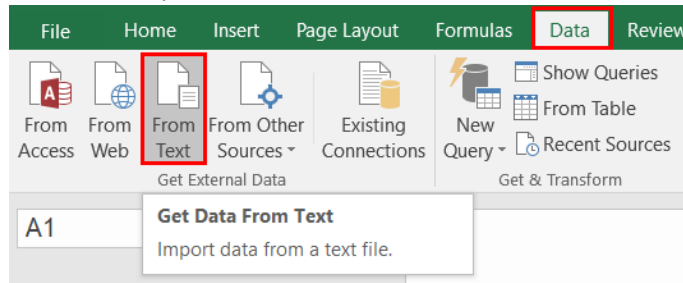 File Home Insert Page Layout Formulas Data Review
From Access
From Web
From Text
From Other Sources
Existing Connections
New Query
Show Queries
From Table
Recent Sources
Get External Data
Get & Transform
A1
Get Data From Text
Import data from a text file.